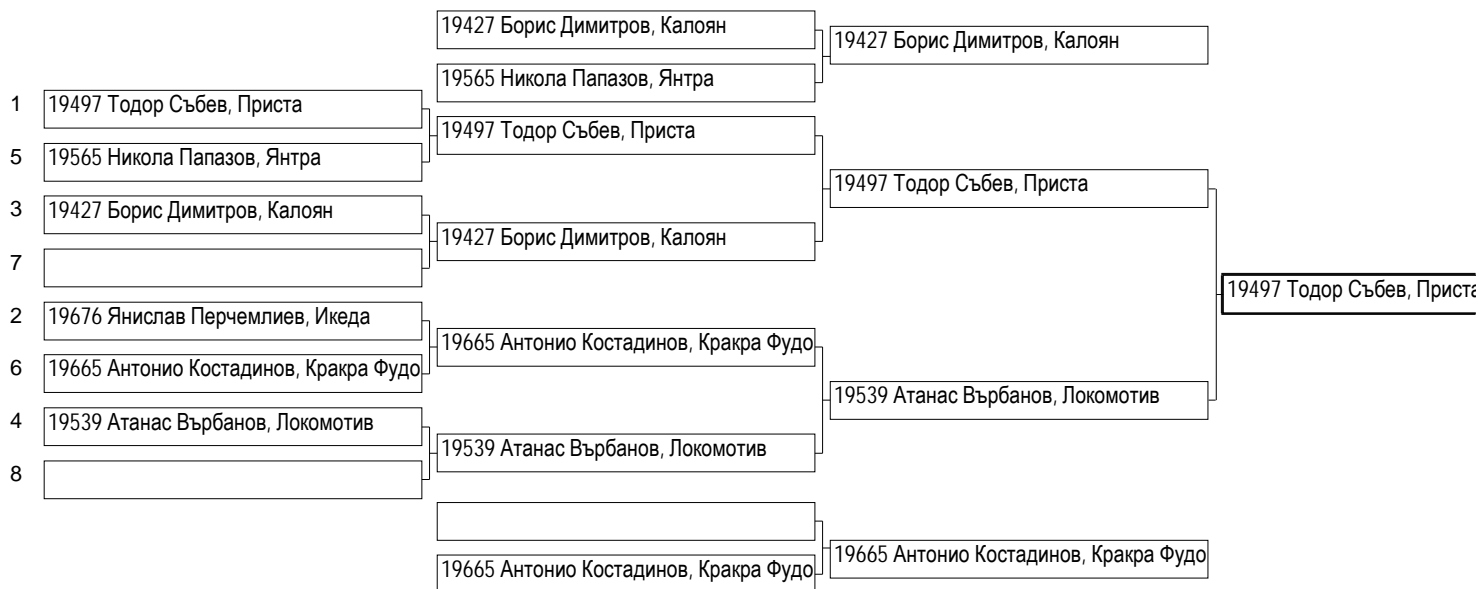 19427 Борис Димитров, Калоян
19427 Борис Димитров, Калоян
19565 Никола Папазов, Янтра
1 19497 Тодор Събев, Приста
19497 Тодор Събев, Приста
5 19565 Никола Папазов, Янтра
19497 Тодор Събев, Приста
3 19427 Борис Димитров, Калоян
19427 Борис Димитров, Калоян
7
19497 Тодор Събев, Приста
2 19676 Янислав Перчемлиев, Икеда
19665 Антонио Костадинов, Кракра Фудо
6 19665 Антонио Костадинов, Кракра Фудо
19539 Атанас Върбанов, Локомотив
4 19539 Атанас Върбанов, Локомотив
19539 Атанас Върбанов, Локомотив
8
19665 Антонио Костадинов, Кракра Фудо
19665 Антонио Костадинов, Кракра Фудо